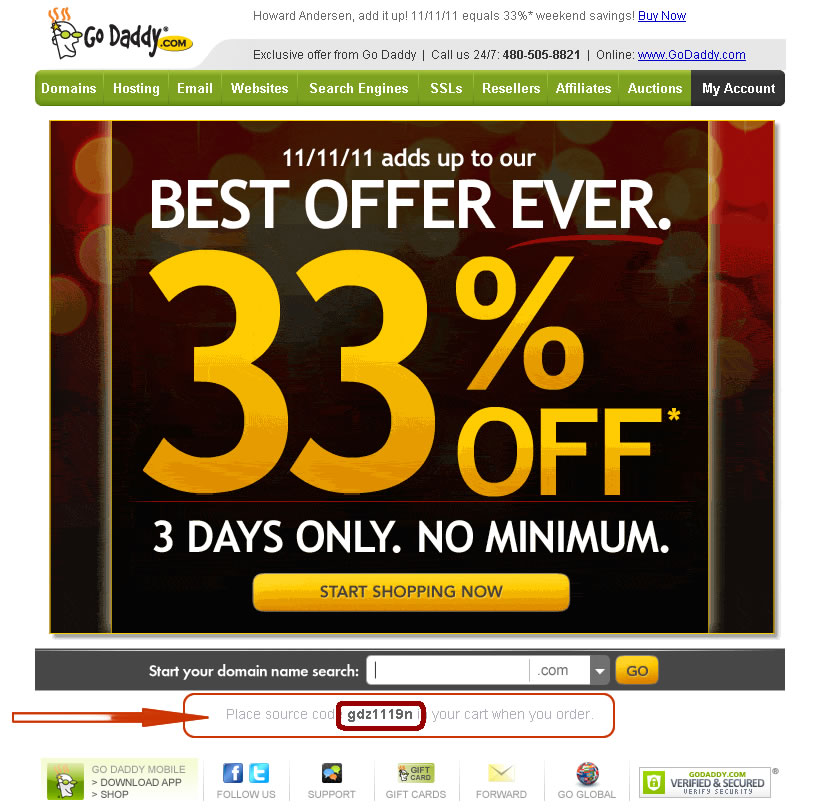 Howard Andersen, add it up! 11/11/11 equals 33%* weekend savings! Buy Now
Go Daddy® .COM
Exclusive offer from Go Daddy | Call us 24/7: 480-505-8821 | Online: www.GoDaddy.com
Domains Hosting Email Websites Search Engines SSLs Resellers Affiliates Auctions My Account
11/11/11 adds up to our
BEST OFFER EVER.
33% OFF*
3 DAYS ONLY. NO MINIMUM.
START SHOPPING NOW
Start your domain name search: .com GO
Place source code gdz1119n in your cart when you order.
GO DADDY MOBILE
> DOWNLOAD APP
> SHOP
FOLLOW US
SUPPORT
GIFT CARD
GIFT CARDS
FORWARD
GO GLOBAL
GODADDY.COM
VERIFIED & SECURED
VERIFY SECURITY
®